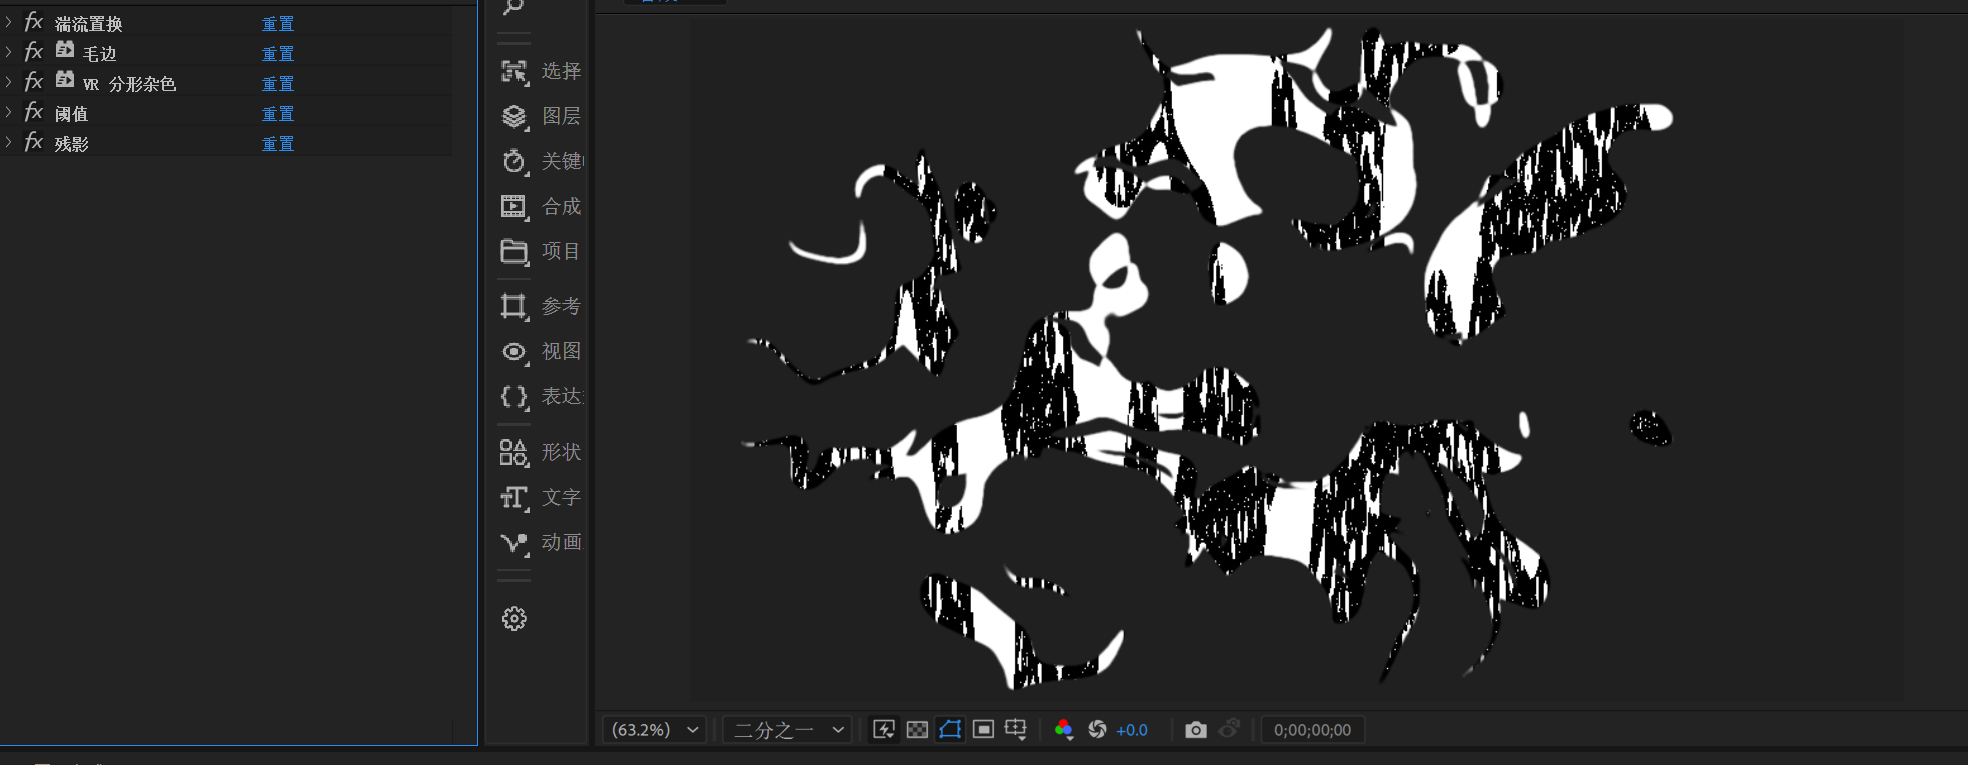 fx 湍流置换 重置
fx 毛边 重置
fx VR 分形杂色 重置
fx 阈值 重置
fx 残影 重置
选择
图层
关键
合成
项目
参考
视图
表达
形状
文字
动画
(63.2%) 二分之一 +0.0 0;00;00;00